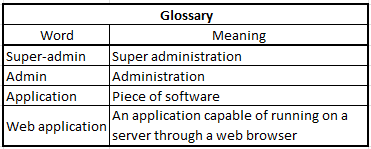 Glossary
Word Meaning
Super-admin Super administration
Admin Administration
Application Piece of software
Web application An application capable of running on a
server through a web browser